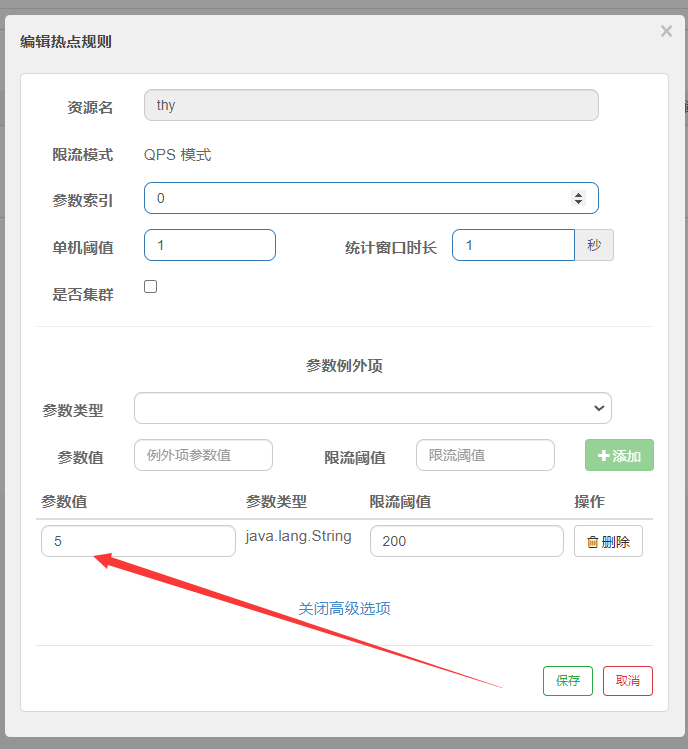 编辑热点规则 ×
资源名 thy
限流模式 QPS 模式
参数索引 0
单机阈值 1 统计窗口时长 1 秒
是否集群
参数例外项
参数类型
参数值 例外项参数值 限流阈值 限流阈值 +添加
参数值 参数类型 限流阈值 操作
5 java.lang.String 200 删除
关闭高级选项
保存 取消